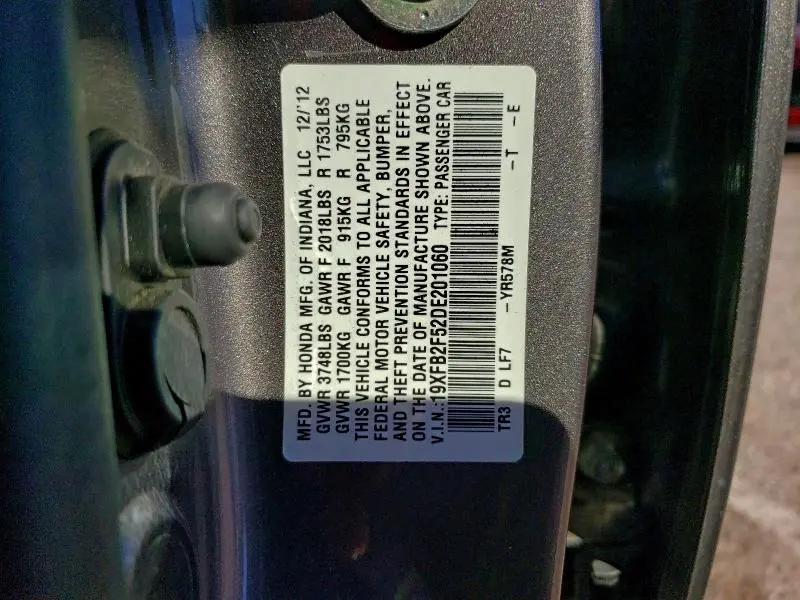 MFD. BY HONDA MFG. OF INDIANA, LLC 12/'12
GVWR 3748LBS GAWR F 2018LBS R 1753LBS
GVWR 1700KG GAWR F 915KG R 795KG
THIS VEHICLE CONFORMS TO ALL APPLICABLE
FEDERAL MOTOR VEHICLE SAFETY, BUMPER,
AND THEFT PREVENTION STANDARDS IN EFFECT
ON THE DATE OF MANUFACTURE SHOWN ABOVE.
V.I.N.:19XFB2F52DE201060 TYPE: PASSENGER CAR
TR3 D LF7 -YR578M -T -E